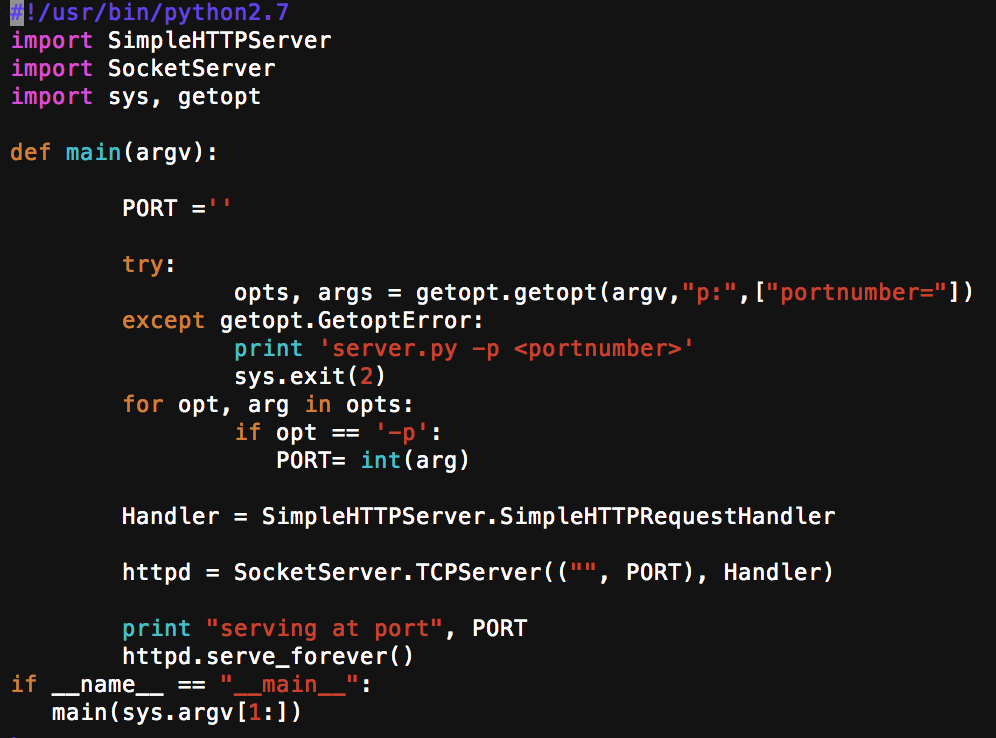 #!/usr/bin/python2.7
import SimpleHTTPServer
import SocketServer
import sys, getopt
def main(argv):
PORT =''
try:
opts, args = getopt.getopt(argv,"p:",["portnumber="])
except getopt.GetoptError:
print 'server.py -p <portnumber>'
sys.exit(2)
for opt, arg in opts:
if opt == '-p':
PORT= int(arg)
Handler = SimpleHTTPServer.SimpleHTTPRequestHandler
httpd = SocketServer.TCPServer(("", PORT), Handler)
print "serving at port", PORT
httpd.serve_forever()
if __name__ == "__main__":
main(sys.argv[1:])